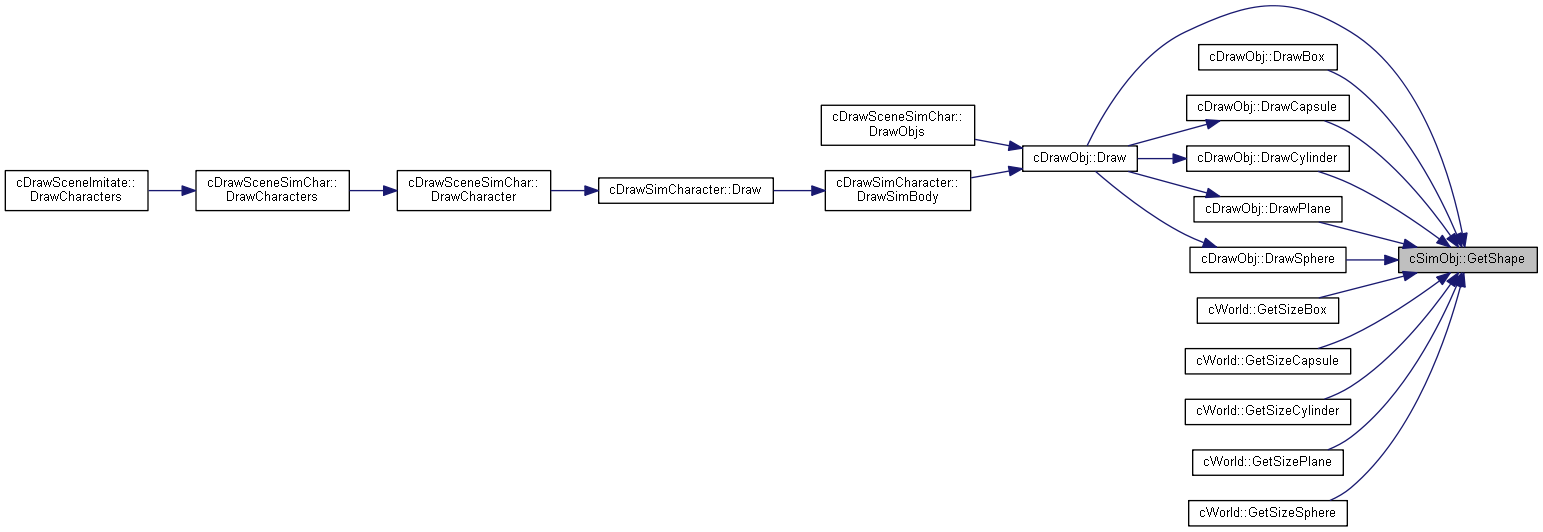 cDrawObj::DrawBox
cDrawSceneSimChar::
DrawObjs
cDrawObj::DrawCapsule
cDrawObj::Draw
cDrawObj::DrawCylinder
cDrawSceneImitate::
DrawCharacters
cDrawSceneSimChar::
DrawCharacters
cDrawSceneSimChar::
DrawCharacter
cDrawSimCharacter::Draw
cDrawSimCharacter::
DrawSimBody
cDrawObj::DrawPlane
cDrawObj::DrawSphere
cSimObj::GetShape
cWorld::GetSizeBox
cWorld::GetSizeCapsule
cWorld::GetSizeCylinder
cWorld::GetSizePlane
cWorld::GetSizeSphere